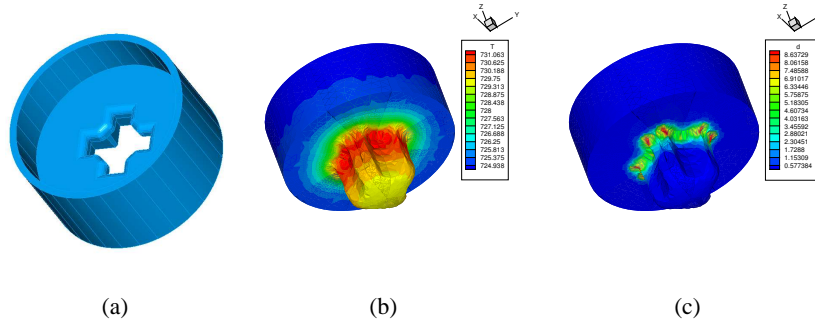 Z
X
Y
T
731.063
730.625
730.188
729.75
729.313
728.875
728.438
728
727.563
727.125
726.688
726.25
725.813
725.375
724.938
Z
X
Y
d
8.63729
8.06158
7.48588
6.91017
6.33446
5.75875
5.18305
4.60734
4.03163
3.45592
2.88021
2.30451
1.7288
1.15309
0.577384
(a)
(b)
(c)